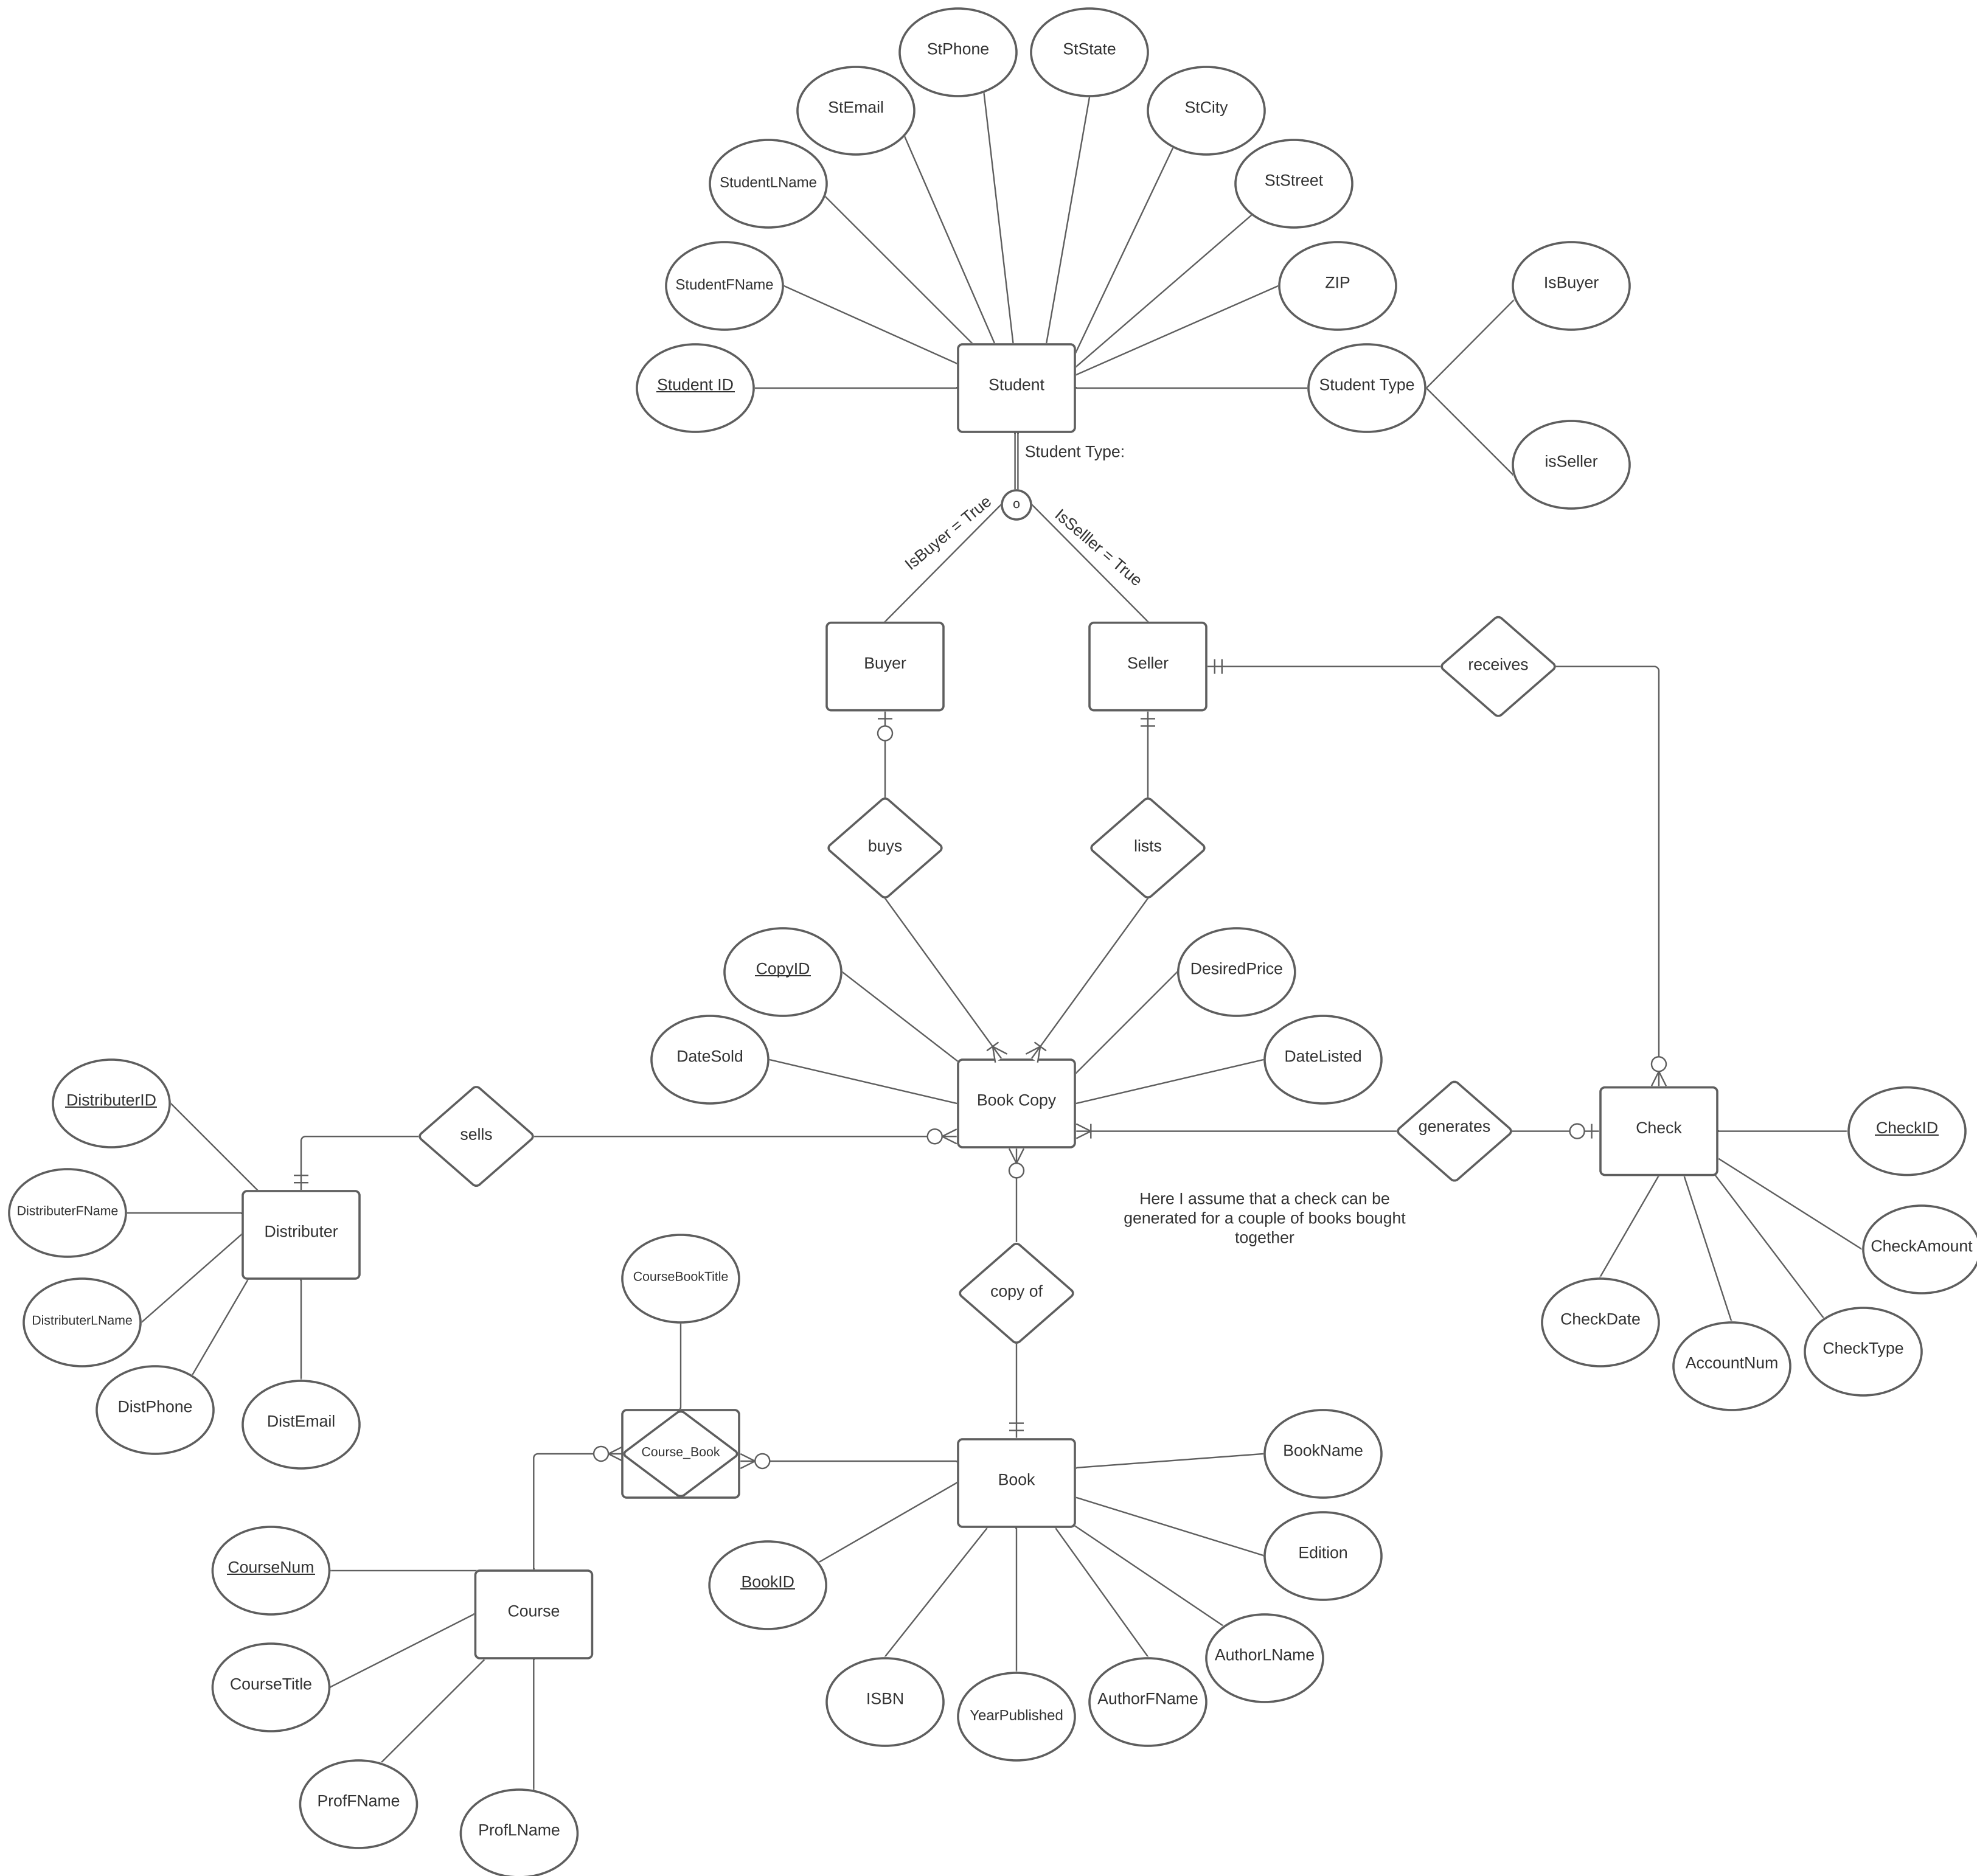 StPhone
StState
StEmail
StCity
StudentLName
StStreet
StudentFName
ZIP
IsBuyer
Student ID
Student
Student Type
isSeller
Student Type:
o
IsBuyer = True
IsSelller = True
Buyer
Seller
receives
buys
lists
CopyID
DesiredPrice
DateSold
DateListed
Book Copy
DistributerID
sells
generates
Check
CheckID
DistributerFName
Distributer
Here I assume that a check can be
generated for a couple of books bought
together
CheckAmount
CourseBookTitle
copy of
DistributerLName
CheckDate
AccountNum
CheckType
DistPhone
DistEmail
Course_Book
Book
BookName
Edition
CourseNum
BookID
Course
AuthorLName
CourseTitle
ISBN
YearPublished
AuthorFName
ProfFName
ProfLName